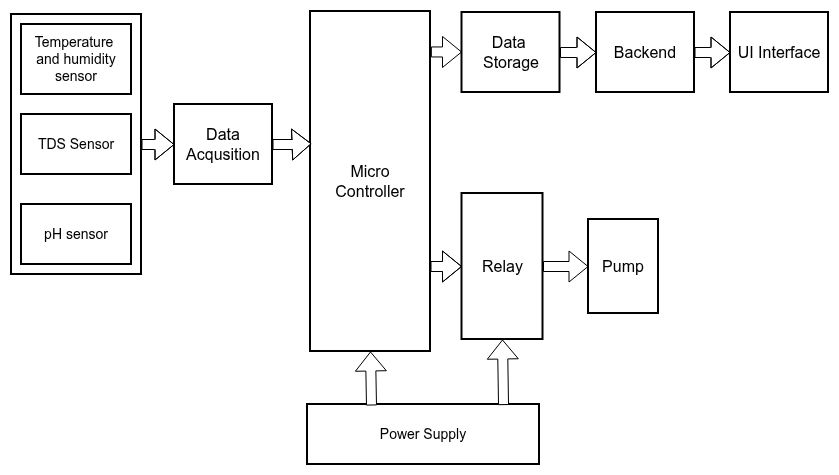 Temperature
and humidity
sensor
TDS Sensor
pH sensor
Data
Acqusition
Micro
Controller
Data
Storage
Backend
UI Interface
Relay
Pump
Power Supply